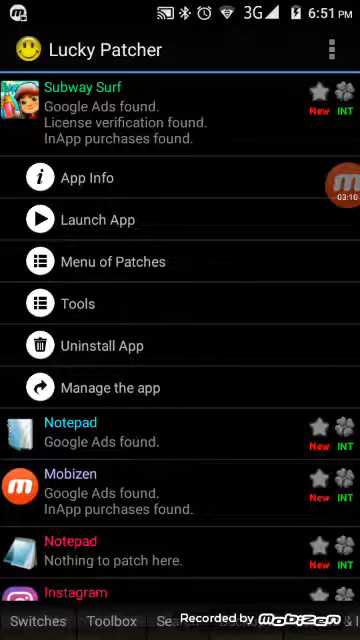 3G 6:51 PM
Lucky Patcher
Subway Surf
Google Ads found.
License verification found.
InApp purchases found.
New INT
App Info
03:10
Launch App
Menu of Patches
Tools
Uninstall App
Manage the app
Notepad
Google Ads found.
New INT
Mobizen
Google Ads found.
InApp purchases found.
New INT
Notepad
Nothing to patch here.
New INT
Instagram
Switches Toolbox
Recorded by Mobizen